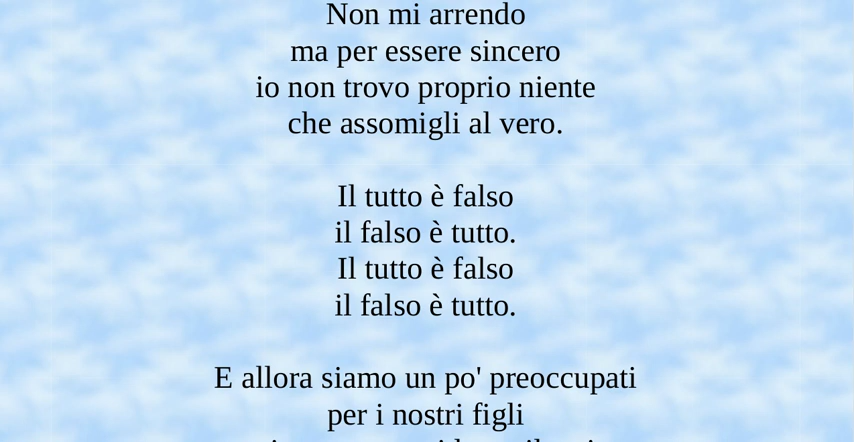 Non mi arrendo
ma per essere sincero
io non trovo proprio niente
che assomigli al vero.
Il tutto è falso
il falso è tutto.
Il tutto è falso
il falso è tutto.
E allora siamo un po' preoccupati
per i nostri figli